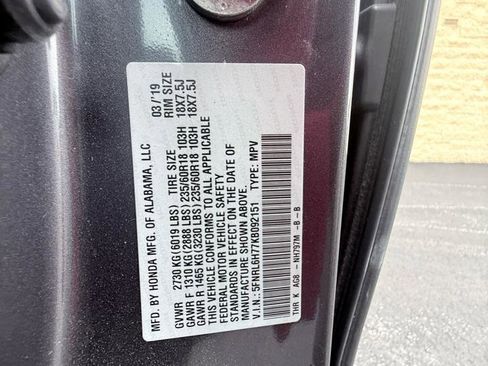 MFD. BY HONDA MFG. OF ALABAMA, LLC 03/'19
GVWR 2730 KG(6019 LBS) TIRE SIZE RIM SIZE
GAWR F 1310 KG(2888 LBS) 235/60R18 103H 18X7.5J
GAWR R 1465 KG(3230 LBS) 235/60R18 103H 18X7.5J
THIS VEHICLE CONFORMS TO ALL APPLICABLE
FEDERAL MOTOR VEHICLE SAFETY
STANDARDS IN EFFECT ON THE DATE OF
MANUFACTURE SHOWN ABOVE.
V.I.N.: 5FNRL6H77KB092151 TYPE: MPV
THR K AG8 - NH797M -B -B